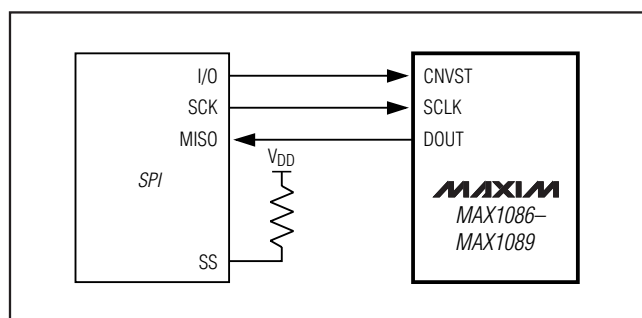 I/O
SCK
MISO
SPI
SS
VDD
CNVST
SCLK
DOUT
MAXIM
MAX1086–
MAX1089